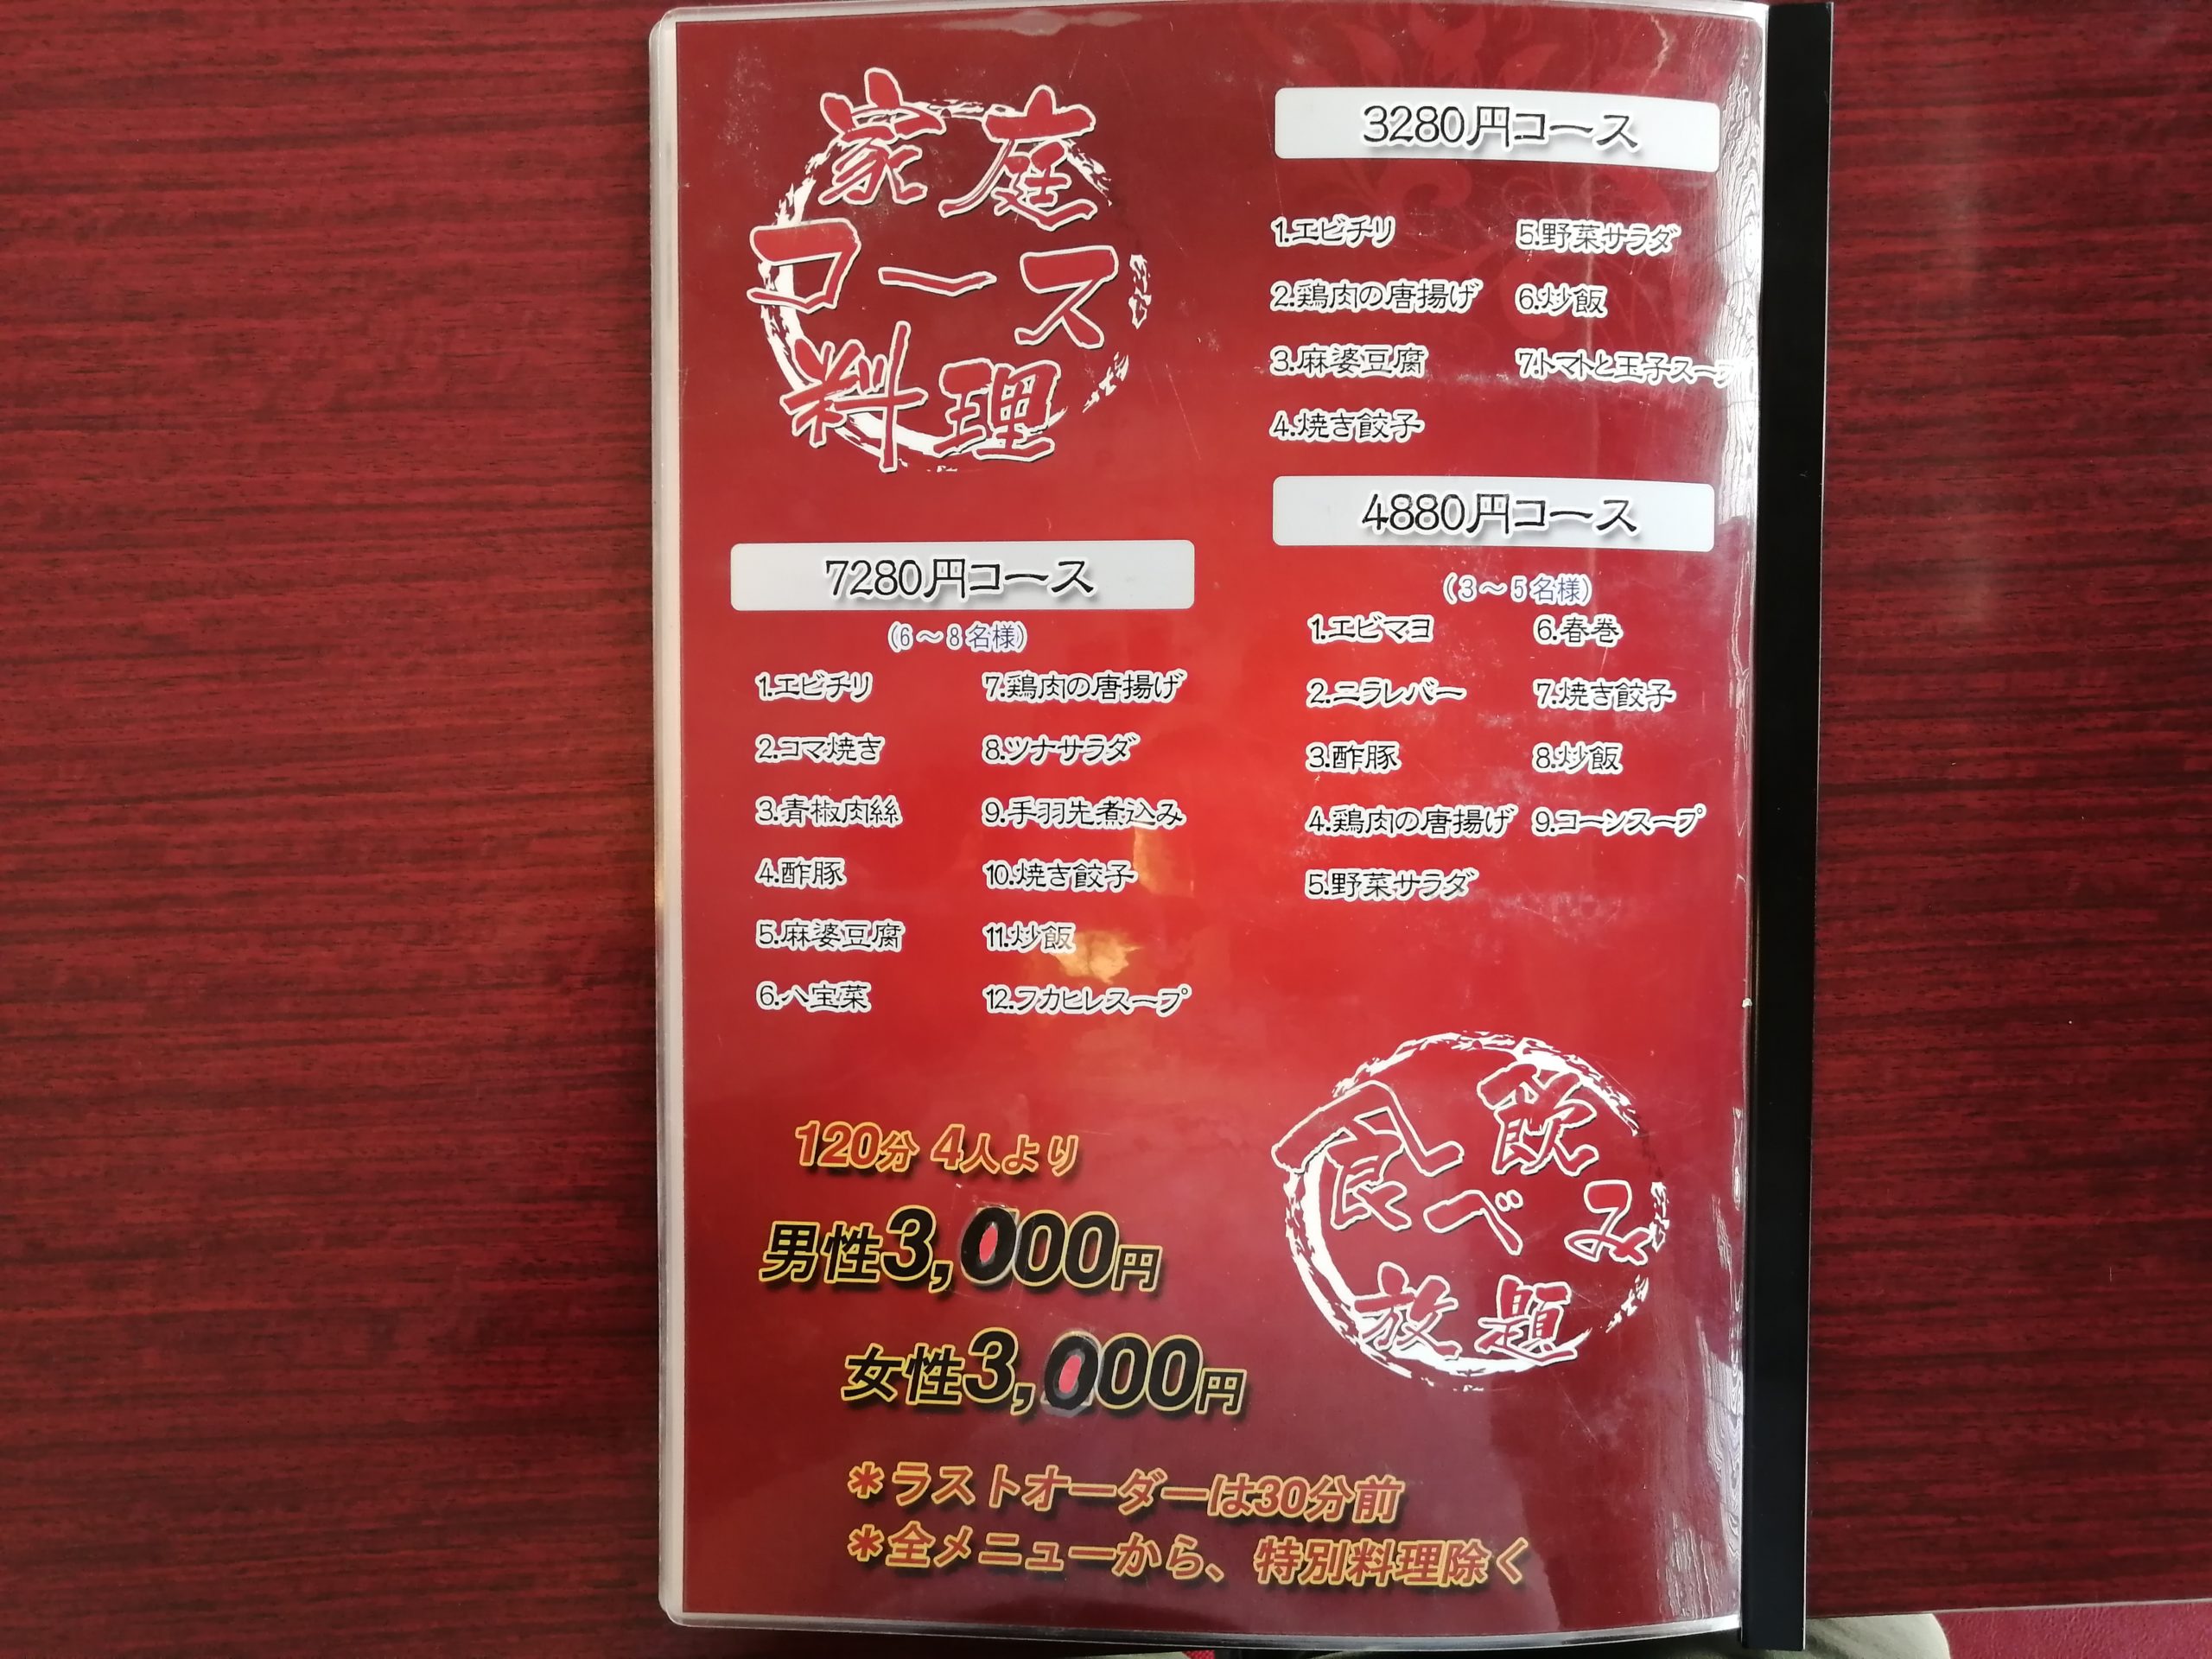 家庭
コース
料理
7280円コース
(6～8名様)
1.エビチリ
2.コマ焼き
3.青椒肉絲
4.酢豚
5.麻婆豆腐
6.八宝菜
7.鶏肉の唐揚げ
8.ツナサラダ
9.手羽先煮込み
10.焼き餃子
11.炒飯
12.フカヒレスープ
3280円コース
1.エビチリ
2.鶏肉の唐揚げ
3.麻婆豆腐
4.焼き餃子
5.野菜サラダ
6.炒飯
7.トマトと玉子スープ
4880円コース
(3～5名様)
1.エビマヨ
2.ニラレバー
3.酢豚
4.鶏肉の唐揚げ
5.野菜サラダ
6.春巻
7.焼き餃子
8.炒飯
9.コーンスープ
食べ飲み
放題
120分 4人より
男性3,000円
女性3,000円
＊ラストオーダーは30分前
＊全メニューから、特別料理除く